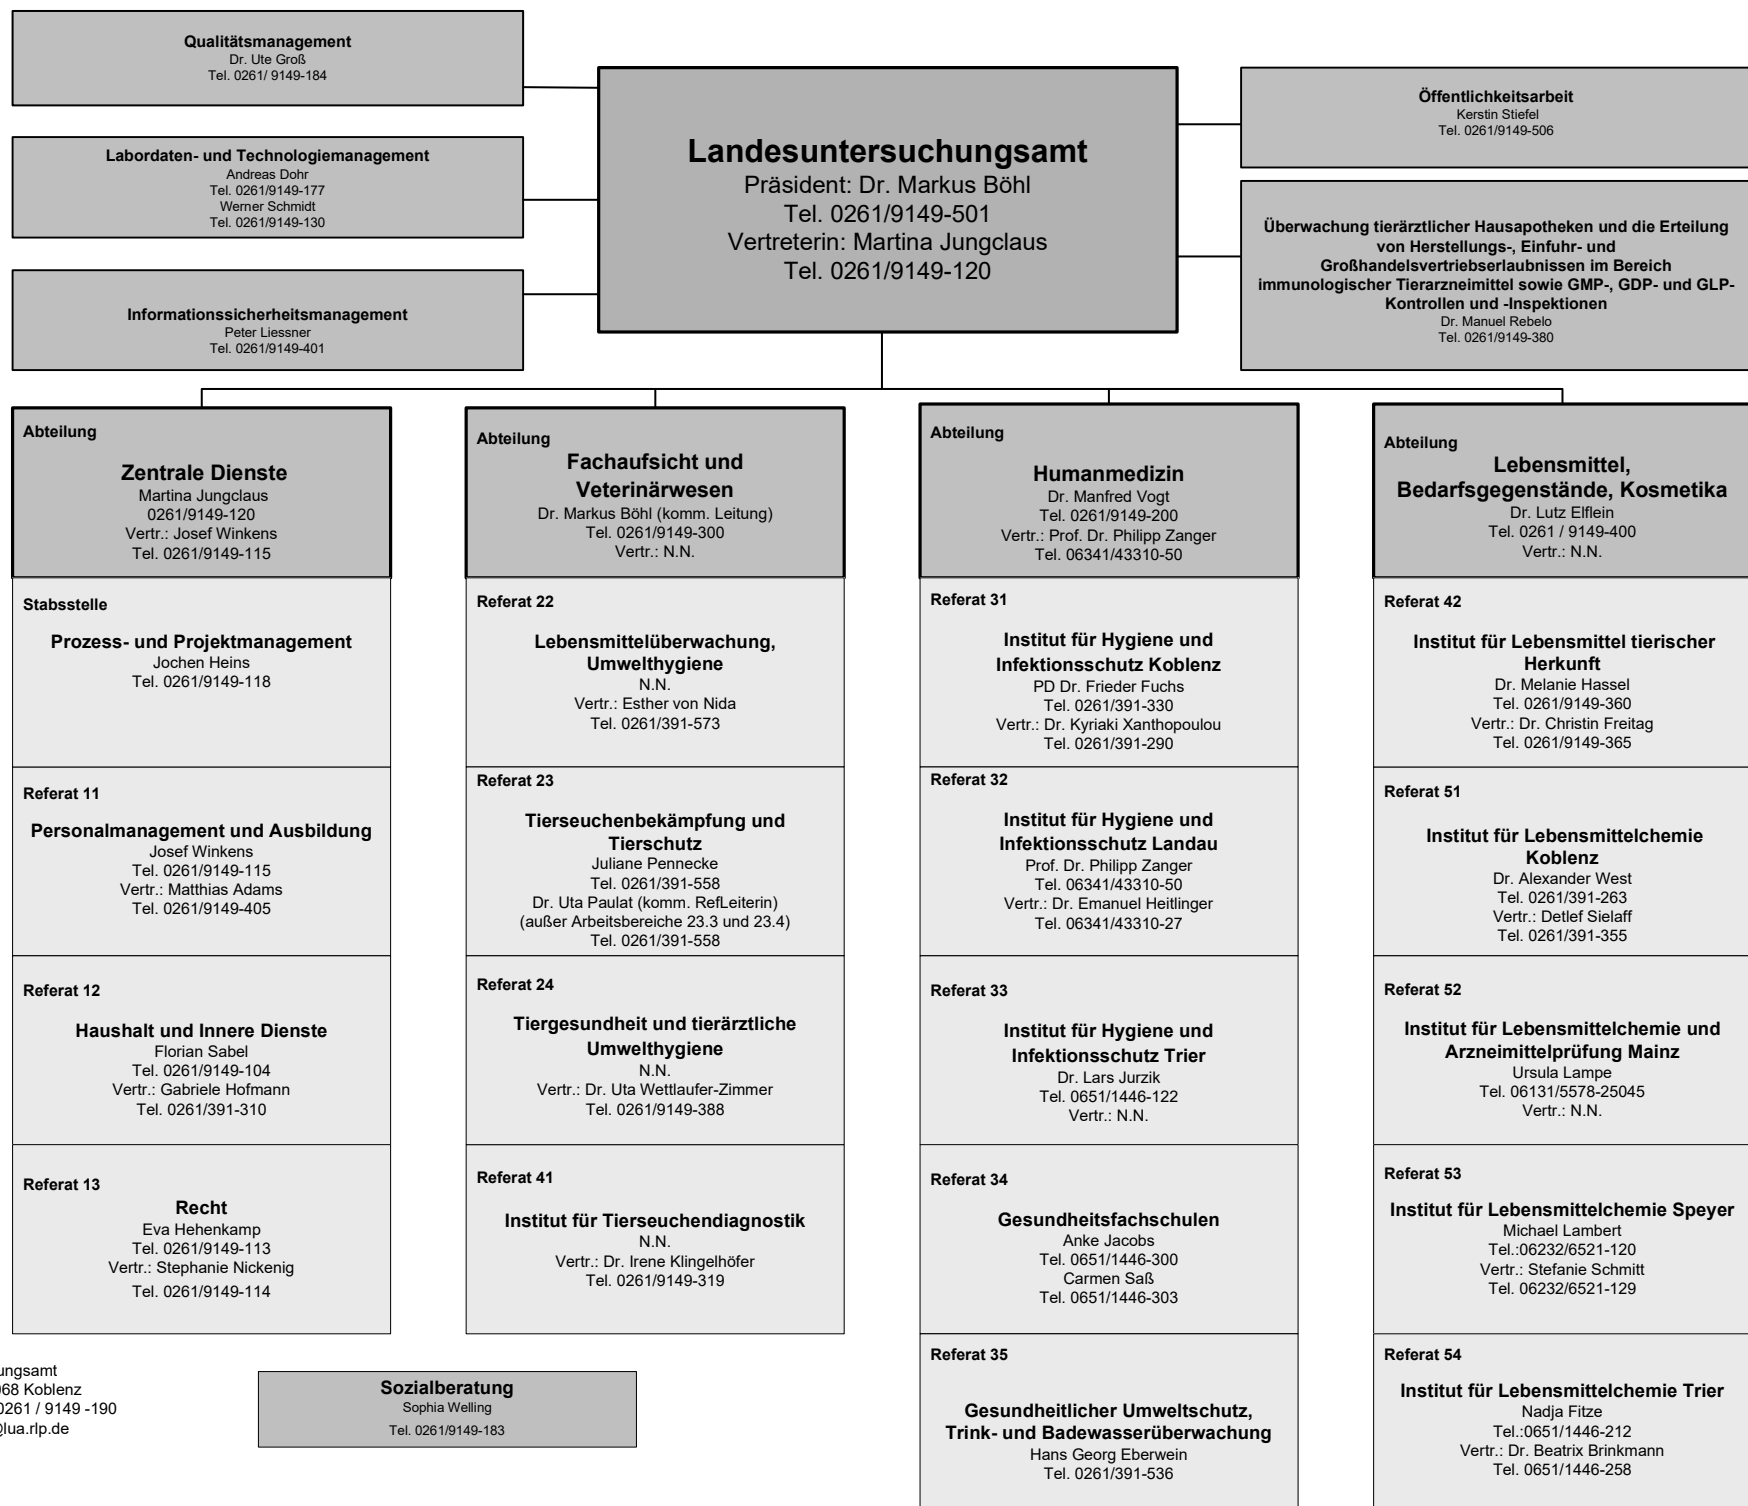 Qualitätsmanagement
Dr. Ute Groß
Tel. 0261/ 9149-184
Labordaten- und Technologiemanagement
Andreas Dohr
Tel. 0261/9149-177
Werner Schmidt
Tel. 0261/9149-130
Informationssicherheitsmanagement
Peter Liessner
Tel. 0261/9149-401
Landesuntersuchungsamt
Präsident: Dr. Markus Böhl
Tel. 0261/9149-501
Vertreterin: Martina Jungclaus
Tel. 0261/9149-120
Öffentlichkeitsarbeit
Kerstin Stiefel
Tel. 0261/9149-506
Überwachung tierärztlicher Hausapotheken und die Erteilung
von Herstellungs-, Einfuhr- und
Großhandelsvertriebserlaubnissen im Bereich
immunologischer Tierarzneimittel sowie GMP-, GDP- und GLP-
Kontrollen und -Inspektionen
Dr. Manuel Rebelo
Tel. 0261/9149-380
Abteilung
Zentrale Dienste
Martina Jungclaus
0261/9149-120
Vertr.: Josef Winkens
Tel. 0261/9149-115
Stabsstelle
Prozess- und Projektmanagement
Jochen Heins
Tel. 0261/9149-118
Referat 11
Personalmanagement und Ausbildung
Josef Winkens
Tel. 0261/9149-115
Vertr.: Matthias Adams
Tel. 0261/9149-405
Referat 12
Haushalt und Innere Dienste
Florian Sabel
Tel. 0261/9149-104
Vertr.: Gabriele Hofmann
Tel. 0261/391-310
Referat 13
Recht
Eva Hehenkamp
Tel. 0261/9149-113
Vertr.: Stephanie Nickenig
Tel. 0261/9149-114
Abteilung
Fachaufsicht und
Veterinärwesen
Dr. Markus Böhl (komm. Leitung)
Tel. 0261/9149-300
Vertr.: N.N.
Referat 22
Lebensmittelüberwachung,
Umwelthygiene
N.N.
Vertr.: Esther von Nida
Tel. 0261/391-573
Referat 23
Tierseuchenbekämpfung und
Tierschutz
Juliane Pennecke
Tel. 0261/391-558
Dr. Uta Paulat (komm. RefLeiterin)
(außer Arbeitsbereiche 23.3 und 23.4)
Tel. 0261/391-558
Referat 24
Tiergesundheit und tierärztliche
Umwelthygiene
N.N.
Vertr.: Dr. Uta Wettlaufer-Zimmer
Tel. 0261/9149-388
Referat 41
Institut für Tierseuchendiagnostik
N.N.
Vertr.: Dr. Irene Klingelhöfer
Tel. 0261/9149-319
Abteilung
Humanmedizin
Dr. Manfred Vogt
Tel. 0261/9149-200
Vertr.: Prof. Dr. Philipp Zanger
Tel. 06341/43310-50
Referat 31
Institut für Hygiene und
Infektionsschutz Koblenz
PD Dr. Frieder Fuchs
Tel. 0261/391-330
Vertr.: Dr. Kyriaki Xanthopoulou
Tel. 0261/391-290
Referat 32
Institut für Hygiene und
Infektionsschutz Landau
Prof. Dr. Philipp Zanger
Tel. 06341/43310-50
Vertr.: Dr. Emanuel Heitlinger
Tel. 06341/43310-27
Referat 33
Institut für Hygiene und
Infektionsschutz Trier
Dr. Lars Jurzik
Tel. 0651/1446-122
Vertr.: N.N.
Referat 34
Gesundheitsfachschulen
Anke Jacobs
Tel. 0651/1446-300
Carmen Saß
Tel. 0651/1446-303
Referat 35
Gesundheitlicher Umweltschutz,
Trink- und Badewasserüberwachung
Hans Georg Eberwein
Tel. 0261/391-536
Abteilung
Lebensmittel,
Bedarfsgegenstände, Kosmetika
Dr. Lutz Elflein
Tel. 0261 / 9149-400
Vertr.: N.N.
Referat 42
Institut für Lebensmittel tierischer
Herkunft
Dr. Melanie Hassel
Tel. 0261/9149-360
Vertr.: Dr. Christin Freitag
Tel. 0261/9149-365
Referat 51
Institut für Lebensmittelchemie
Koblenz
Dr. Alexander West
Tel. 0261/391-263
Vertr.: Detlef Sielaff
Tel. 0261/391-355
Referat 52
Institut für Lebensmittelchemie und
Arzneimittelprüfung Mainz
Ursula Lampe
Tel. 06131/5578-25045
Vertr.: N.N.
Referat 53
Institut für Lebensmittelchemie Speyer
Michael Lambert
Tel.:06232/6521-120
Vertr.: Stefanie Schmitt
Tel. 06232/6521-129
Referat 54
Institut für Lebensmittelchemie Trier
Nadja Fitze
Tel.:0651/1446-212
Vertr.: Dr. Beatrix Brinkmann
Tel. 0651/1446-258
ungsamt
068 Koblenz
0261 / 9149 -190
@lua.rlp.de
Sozialberatung
Sophia Welling
Tel. 0261/9149-183